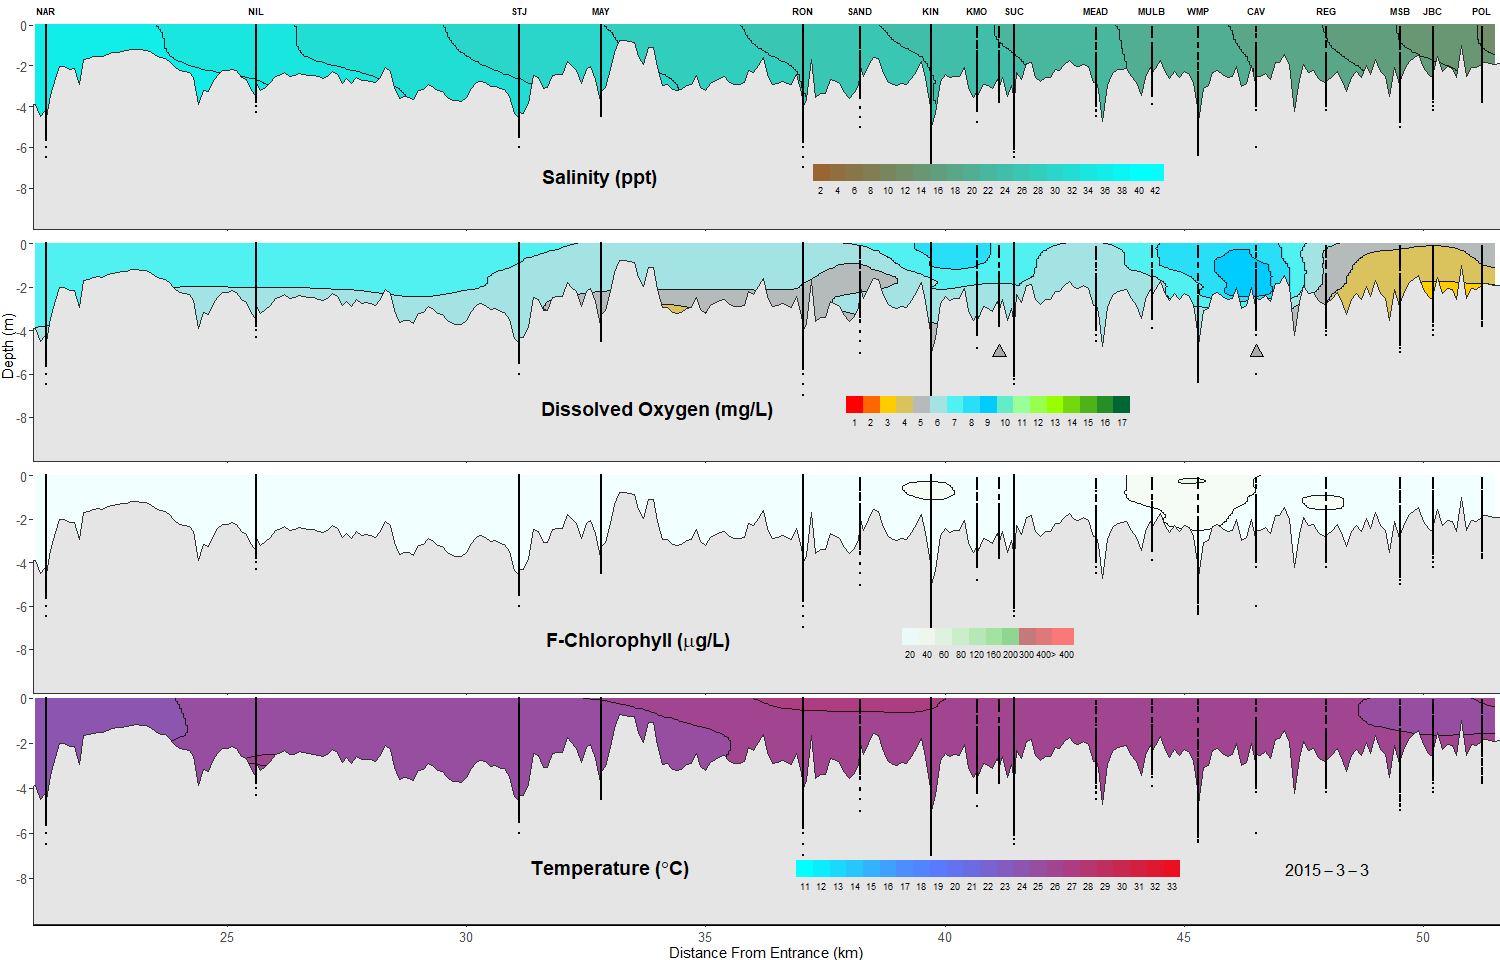 NAR NIL STJ MAY RON SAND KIN KMO SUC MEAD MULB WMP CAV REG MSB JBC POL
0
-2
-4
-6
-8
Salinity (ppt)
2 4 6 8 10 12 14 16 18 20 22 24 26 28 30 32 34 36 38 40 42
Depth (m)
0
-2
-4
-6
-8
Dissolved Oxygen (mg/L)
1 2 3 4 5 6 7 8 9 10 11 12 13 14 15 16 17
0
-2
-4
-6
-8
F-Chlorophyll (µg/L)
20 40 60 80 120 160 200 300 400> 400
0
-2
-4
-6
-8
Temperature (°C)
11 12 13 14 15 16 17 18 19 20 21 22 23 24 25 26 27 28 29 30 31 32 33
2015 – 3 – 3
25 30 35 40 45 50
Distance From Entrance (km)